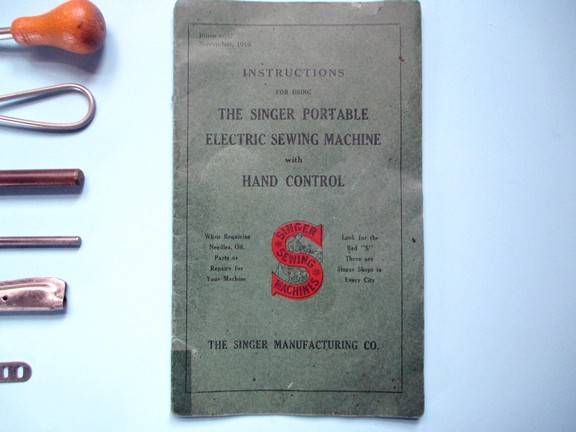 November, 1919
INSTRUCTIONS
FOR USING
THE SINGER PORTABLE
ELECTRIC SEWING MACHINE
with
HAND CONTROL
When Requiring
Needles, Oil,
Parts or
Repairs for
Your Machine
SINGER
SEWING
MACHINES
Look for the
Red "S"
There are
Singer Shops in
Every City
THE SINGER MANUFACTURING CO.